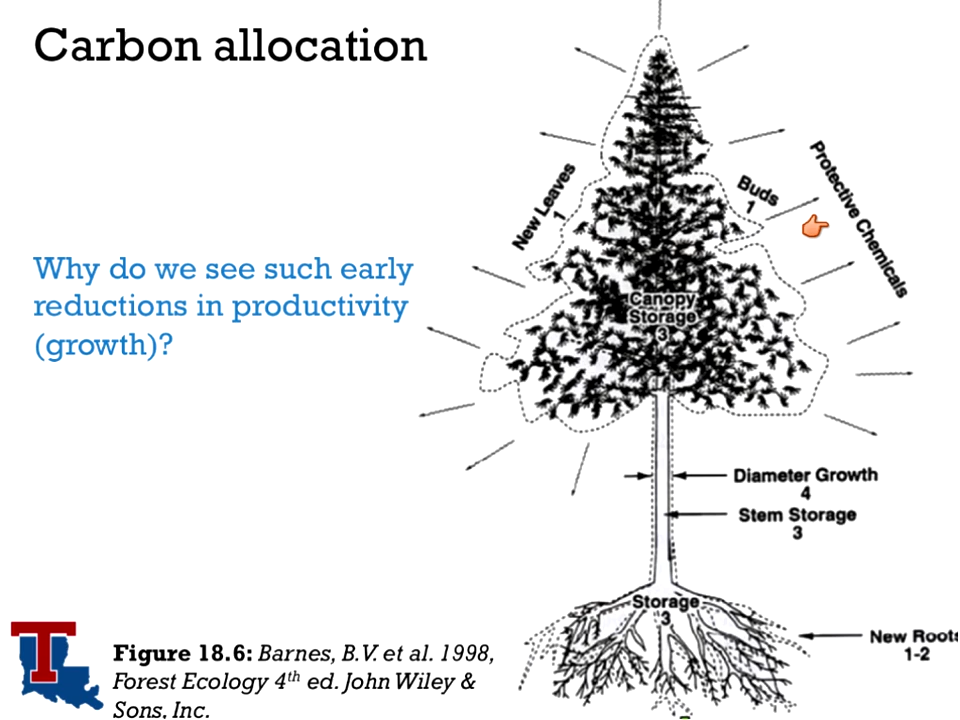 Carbon allocation
Why do we see such early
reductions in productivity
(growth)?
New Leaves
1
Buds
1
Protective Chemicals
Canopy
Storage
3
Diameter Growth
4
Stem Storage
3
Storage
3
New Roots
1-2
T
Figure 18.6: Barnes, B.V. et al. 1998,
Forest Ecology 4th ed. John Wiley &
Sons, Inc.